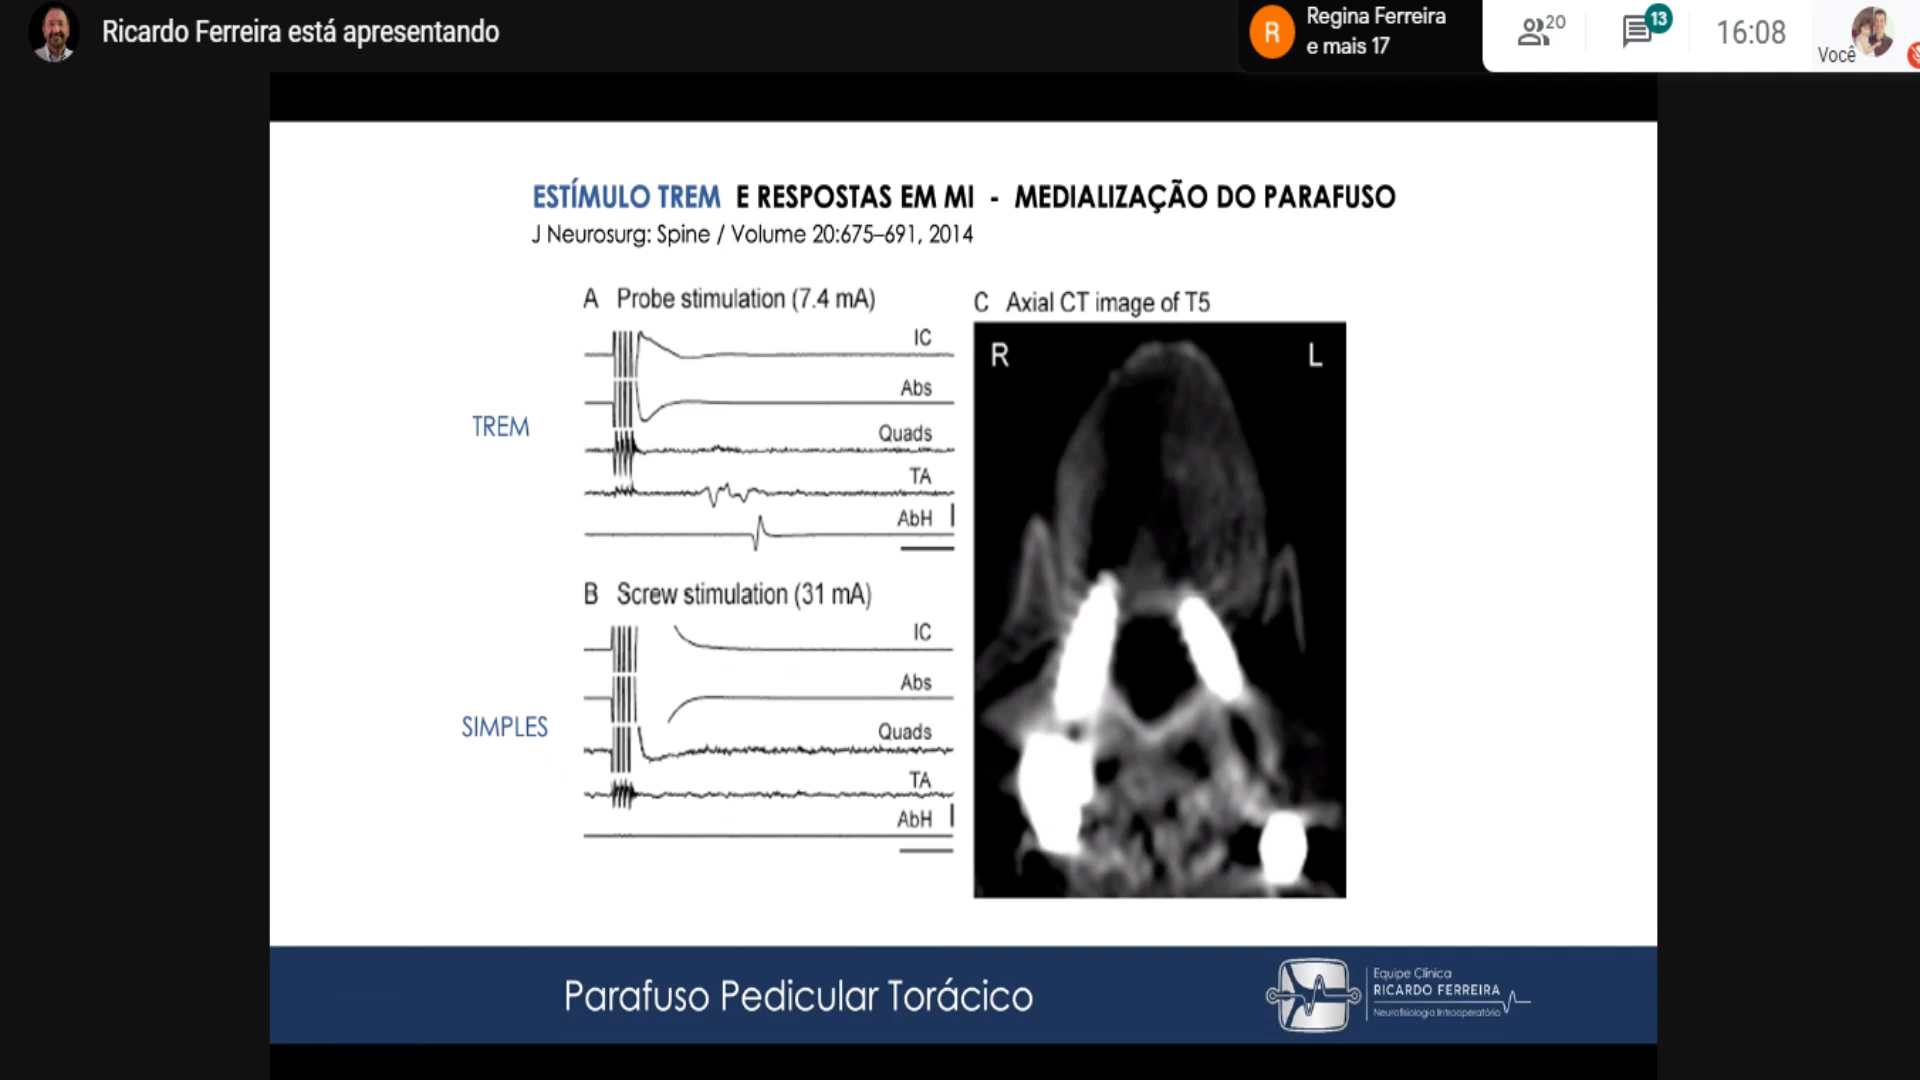 Ricardo Ferreira está apresentando
R
Regina Ferreira
e mais 17
20
13
16:08
Você
ESTÍMULO TREM E RESPOSTAS EM MI - MEDIALIZAÇÃO DO PARAFUSO
J Neurosurg: Spine / Volume 20:675–691, 2014
A Probe stimulation (7.4 mA)
IC
Abs
Quads
TA
AbH
TREM
B Screw stimulation (31 mA)
IC
Abs
Quads
TA
AbH
SIMPLES
C Axial CT image of T5
R L
Parafuso Pedicular Torácico
Equipe Clínica
RICARDO FERREIRA
Neurofisiologia Intraoperatória